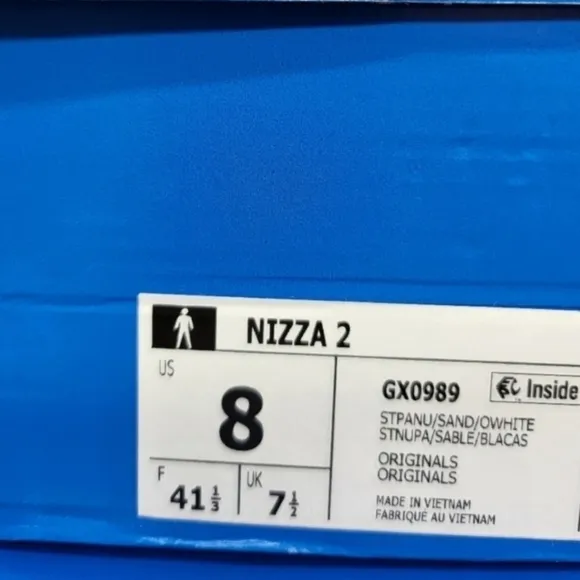 NIZZA 2
US
8
F
41 1/3
UK
7 1/2
GX0989
Inside
STPANU/SAND/OWHITE
STNUPA/SABLE/BLACAS
ORIGINALS
ORIGINALS
MADE IN VIETNAM
FABRIQUÉ AU VIETNAM